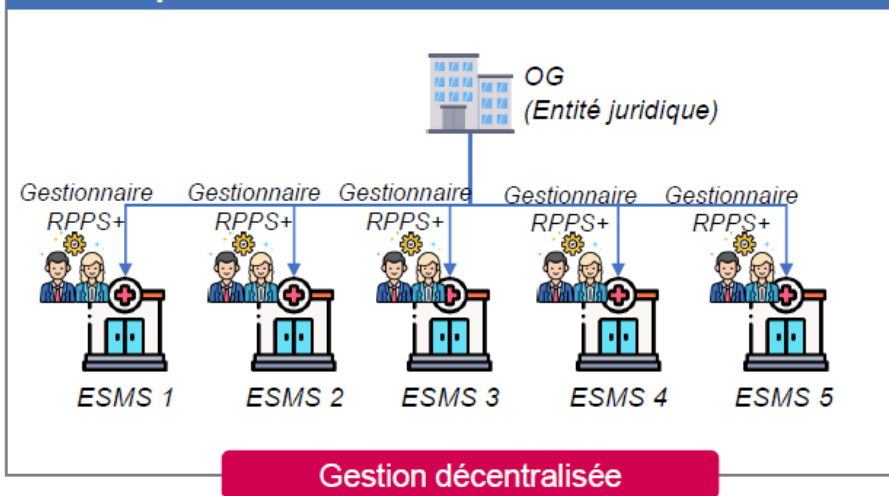 OG
(Entité juridique)
Gestionnaire
RPPS+
Gestionnaire
RPPS+
Gestionnaire
RPPS+
Gestionnaire
RPPS+
Gestionnaire
RPPS+
ESMS 1
ESMS 2
ESMS 3
ESMS 4
ESMS 5
Gestion décentralisée